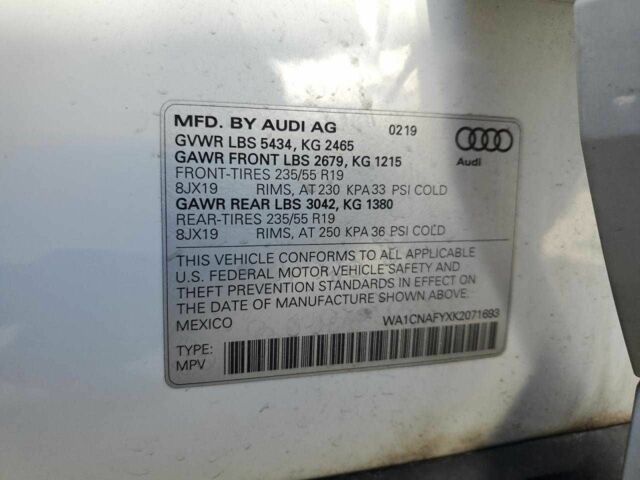 MFD. BY AUDI AG 0219
GVWR LBS 5434, KG 2465
GAWR FRONT LBS 2679, KG 1215
FRONT-TIRES 235/55 R19
8JX19 RIMS, AT 230 KPA 33 PSI COLD
GAWR REAR LBS 3042, KG 1380
REAR-TIRES 235/55 R19
8JX19 RIMS, AT 250 KPA 36 PSI COLD
Audi
THIS VEHICLE CONFORMS TO ALL APPLICABLE
U.S. FEDERAL MOTOR VEHICLE SAFETY AND
THEFT PREVENTION STANDARDS IN EFFECT ON
THE DATE OF MANUFACTURE SHOWN ABOVE.
MEXICO WA1CNAFYXK2071693
TYPE:
MPV